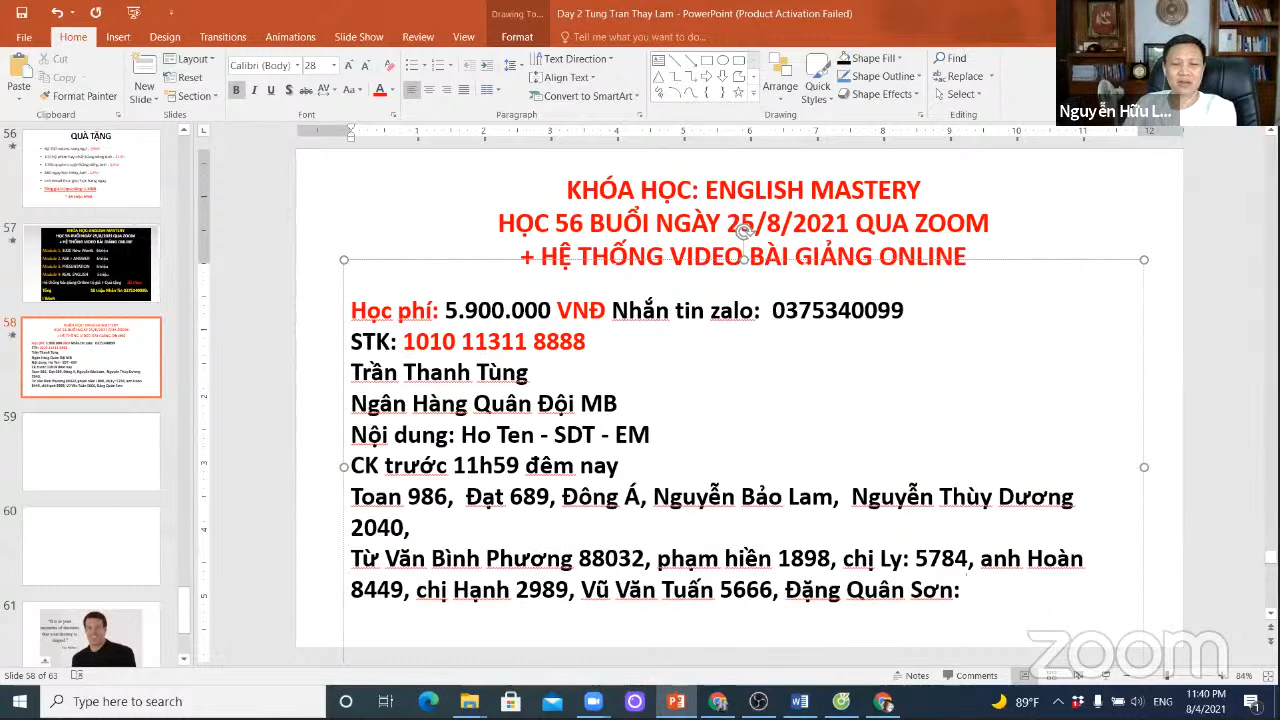 Drawing To...
Day 2 Tung Thay Lam - PowerPoint (Product Activation Failed)
File Home Insert Design Transitions Animations Slide Show Review View Format Tell me what you want to do...
Paste
Cut
Copy
Format Painter
New Slide
Layout
Reset
Section
Calibri (Body) 28
Text Direction
Align Text
Convert to SmartArt
Arrange
Quick Styles
Shape Fill
Shape Outline
Shape Effects
Find
Replace
Select
Clipboard
Slides
Font
Paragraph
Drawing
Editing
Nguyễn Hữu L...
56
QUÀ TẶNG
57
58
59
60
61
KHÓA HỌC: ENGLISH MASTERY
HỌC 56 BUỔI NGÀY 25/8/2021 QUA ZOOM
+ HỆ THỐNG VIDEO BÀI GIẢNG ONLINE
Học phí: 5.900.000 VNĐ Nhắn tin zalo: 0375340099
STK: 1010 11311 8888
Trần Thanh Tùng
Ngân Hàng Quân Đội MB
Nội dung: Ho Ten - SDT - EM
CK trước 11h59 đêm nay
Toan 986, Đạt 689, Đông Á, Nguyễn Bảo Lam, Nguyễn Thùy Dương
2040,
Từ Văn Bình Phương 88032, phạm hiền 1898, chị Ly: 5784, anh Hoàn
8449, chị Hạnh 2989, Vũ Văn Tuấn 5666, Đặng Quân Sơn:
zoom
Slide 58 of 63
Notes
Comments
84%
89°F
ENG
11:40 PM
8/4/2021